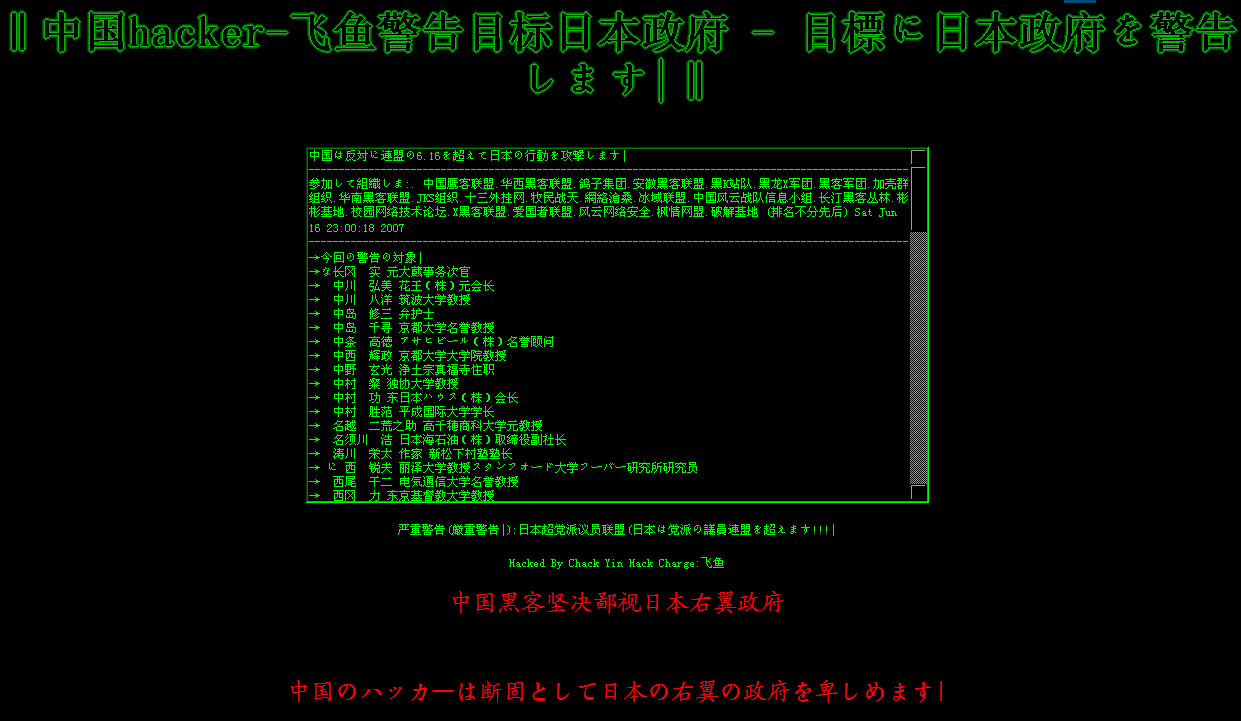 ‖中国hacker-飞鱼警告目标日本政府 - 目標に日本政府を警告
します| ‖
中国は反対に連盟の6.16を超えて日本の行動を攻撃します|
参加して組織しま:. 中国鹰客联盟.华西黑客联盟.鸽子集团.安徽黑客联盟.黑K站队.黑龙X军团.黑客军团.加壳群
组织.华南黑客联盟.JKS组织.十三外挂网.牧民战天.網絡滄桑.冰域联盟.中国风云战队信息小组.长汀黑客丛林.彬
彬基地.校园网络技术论坛.X黑客联盟.爱国者联盟.风云网络安全.枫情网盟.破解基地 (排名不分先后) Sat Jun
16 23:00:18 2007
→今回の警告の対象|
→な长冈 实 元大蔵事务次官
→ 中川 弘美 花王(株)元会长
→ 中川 八洋 筑波大学教授
→ 中岛 修三 弁护士
→ 中岛 千寻 京都大学名誉教授
→ 中条 高徳 アサヒビール(株)名誉顾问
→ 中西 辉政 京都大学大学院教授
→ 中野 玄光 浄土宗真福寺住职
→ 中村 粲 独协大学教授
→ 中村 功 东日本ハウス(株)会长
→ 中村 胜范 平成国际大学学长
→ 名越 二荒之助 高千穂商科大学元教授
→ 名须川 浩 日本海石油(株)取缔役副社长
→ 涛川 栄太 作家 新松下村塾塾长
→ に 西 锐夫 丽泽大学教授スタンフォード大学フーバー研究所研究员
→ 西尾 干二 电気通信大学名誉教授
→ 西冈 力 东京基督教大学教授
严重警告(厳重警告|):日本超党派议员联盟(日本は党派の議員連盟を超えます!!!|
Hacked By Chack Yin Hack Charge:飞鱼
中国黑客坚决鄙视日本右翼政府
中国のハッカーは断固として日本の右翼の政府を卑しめます|